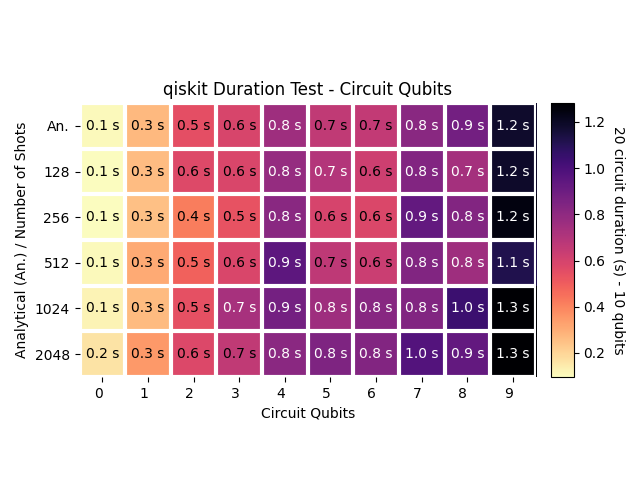 qiskit Duration Test - Circuit Qubits
Analytical (An.) / Number of Shots
An. 0.1 s 0.3 s 0.5 s 0.6 s 0.8 s 0.7 s 0.7 s 0.8 s 0.9 s 1.2 s
128 0.1 s 0.3 s 0.6 s 0.6 s 0.8 s 0.7 s 0.6 s 0.8 s 0.7 s 1.2 s
256 0.1 s 0.3 s 0.4 s 0.5 s 0.8 s 0.6 s 0.6 s 0.9 s 0.8 s 1.2 s
512 0.1 s 0.3 s 0.5 s 0.6 s 0.9 s 0.7 s 0.6 s 0.8 s 0.8 s 1.1 s
1024 0.1 s 0.3 s 0.5 s 0.7 s 0.9 s 0.8 s 0.8 s 0.8 s 1.0 s 1.3 s
2048 0.2 s 0.3 s 0.6 s 0.7 s 0.8 s 0.8 s 0.8 s 1.0 s 0.9 s 1.3 s
0 1 2 3 4 5 6 7 8 9
Circuit Qubits
1.2
1.0
0.8
0.6
0.4
0.2
20 circuit duration (s) - 10 qubits